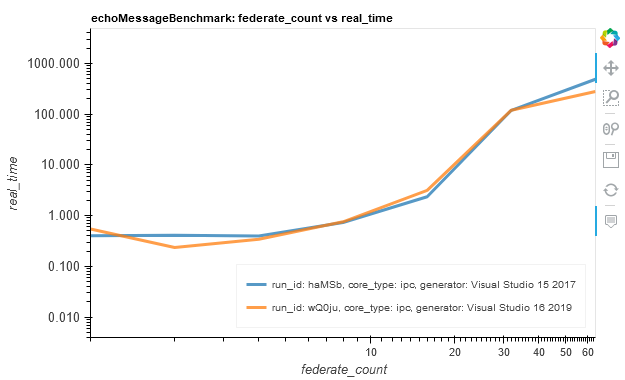 echoMessageBenchmark: federate_count vs real_time
1000.000
100.000
10.000
1.000
0.100
0.010
real_time
run_id: haMSb, core_type: ipc, generator: Visual Studio 15 2017
run_id: wQ0ju, core_type: ipc, generator: Visual Studio 16 2019
10 20 30 40 50 60
federate_count